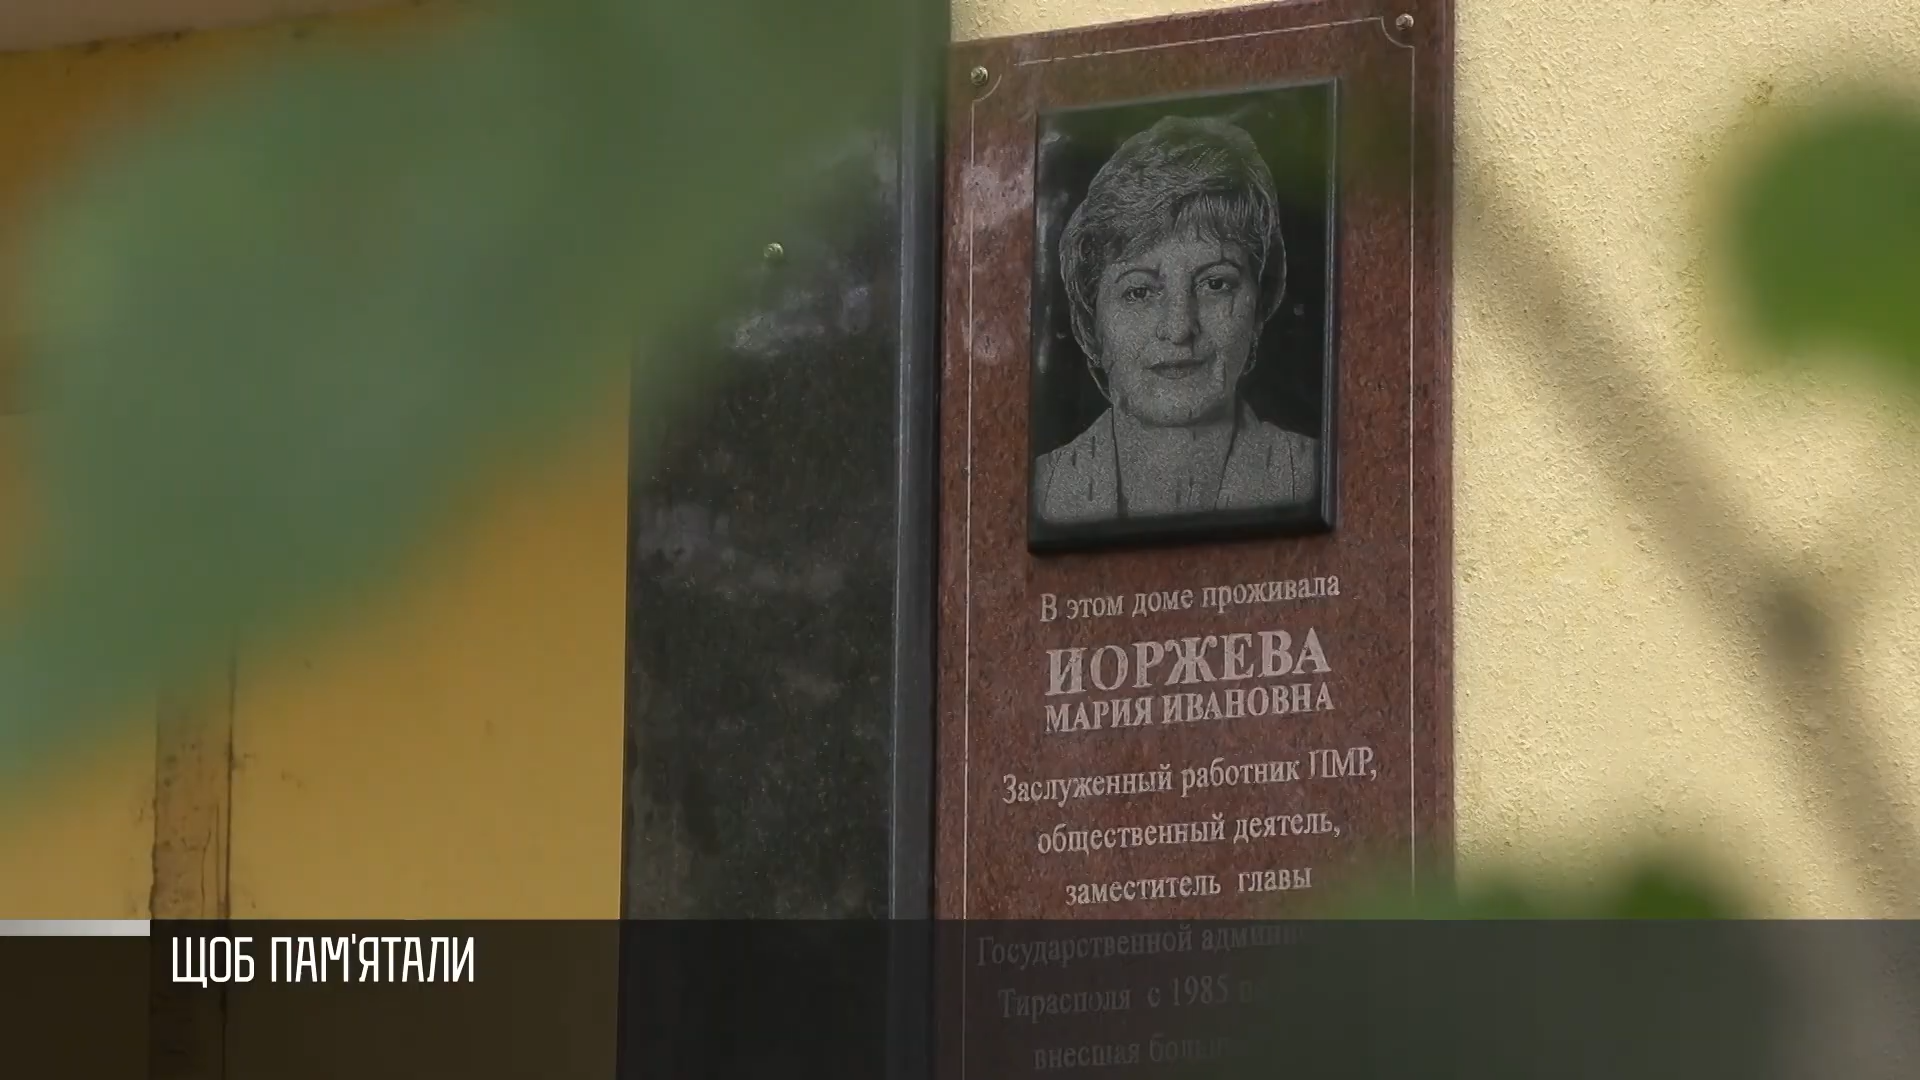 В этом доме проживала
ИОРЖЕВА
МАРИЯ ИВАНОВНА
Заслуженный работник ПМР,
общественный деятель,
заместитель главы
Государственной
Тирасполя с 1985
внесшая
ЩОБ ПАМ'ЯТАЛИ